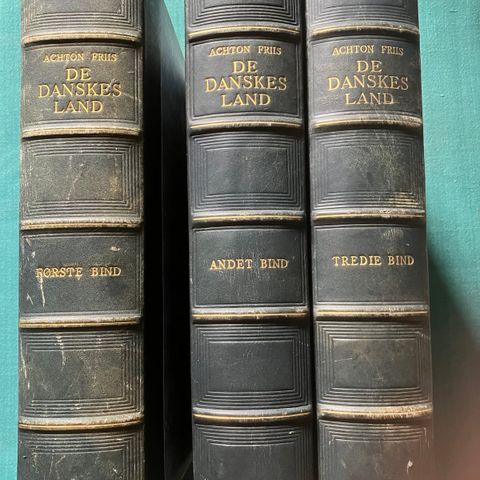 ACHTON FRIIS
DE
DANSKES
LAND
FØRSTE BIND
ACHTON FRIIS
DE
DANSKES
LAND
ANDET BIND
ACHTON FRIIS
DE
DANSKES
LAND
TREDIE BIND